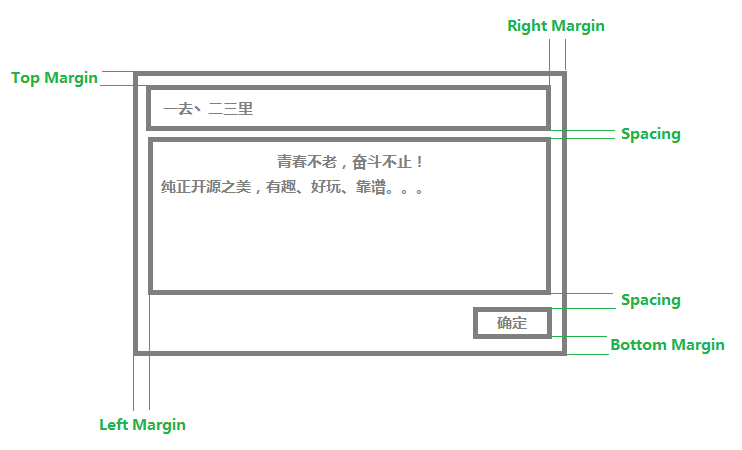 Right Margin
Top Margin
一去丶二三里
Spacing
青春不老，奋斗不止！
纯正开源之美，有趣、好玩、靠谱。。。
Spacing
确定
Bottom Margin
Left Margin